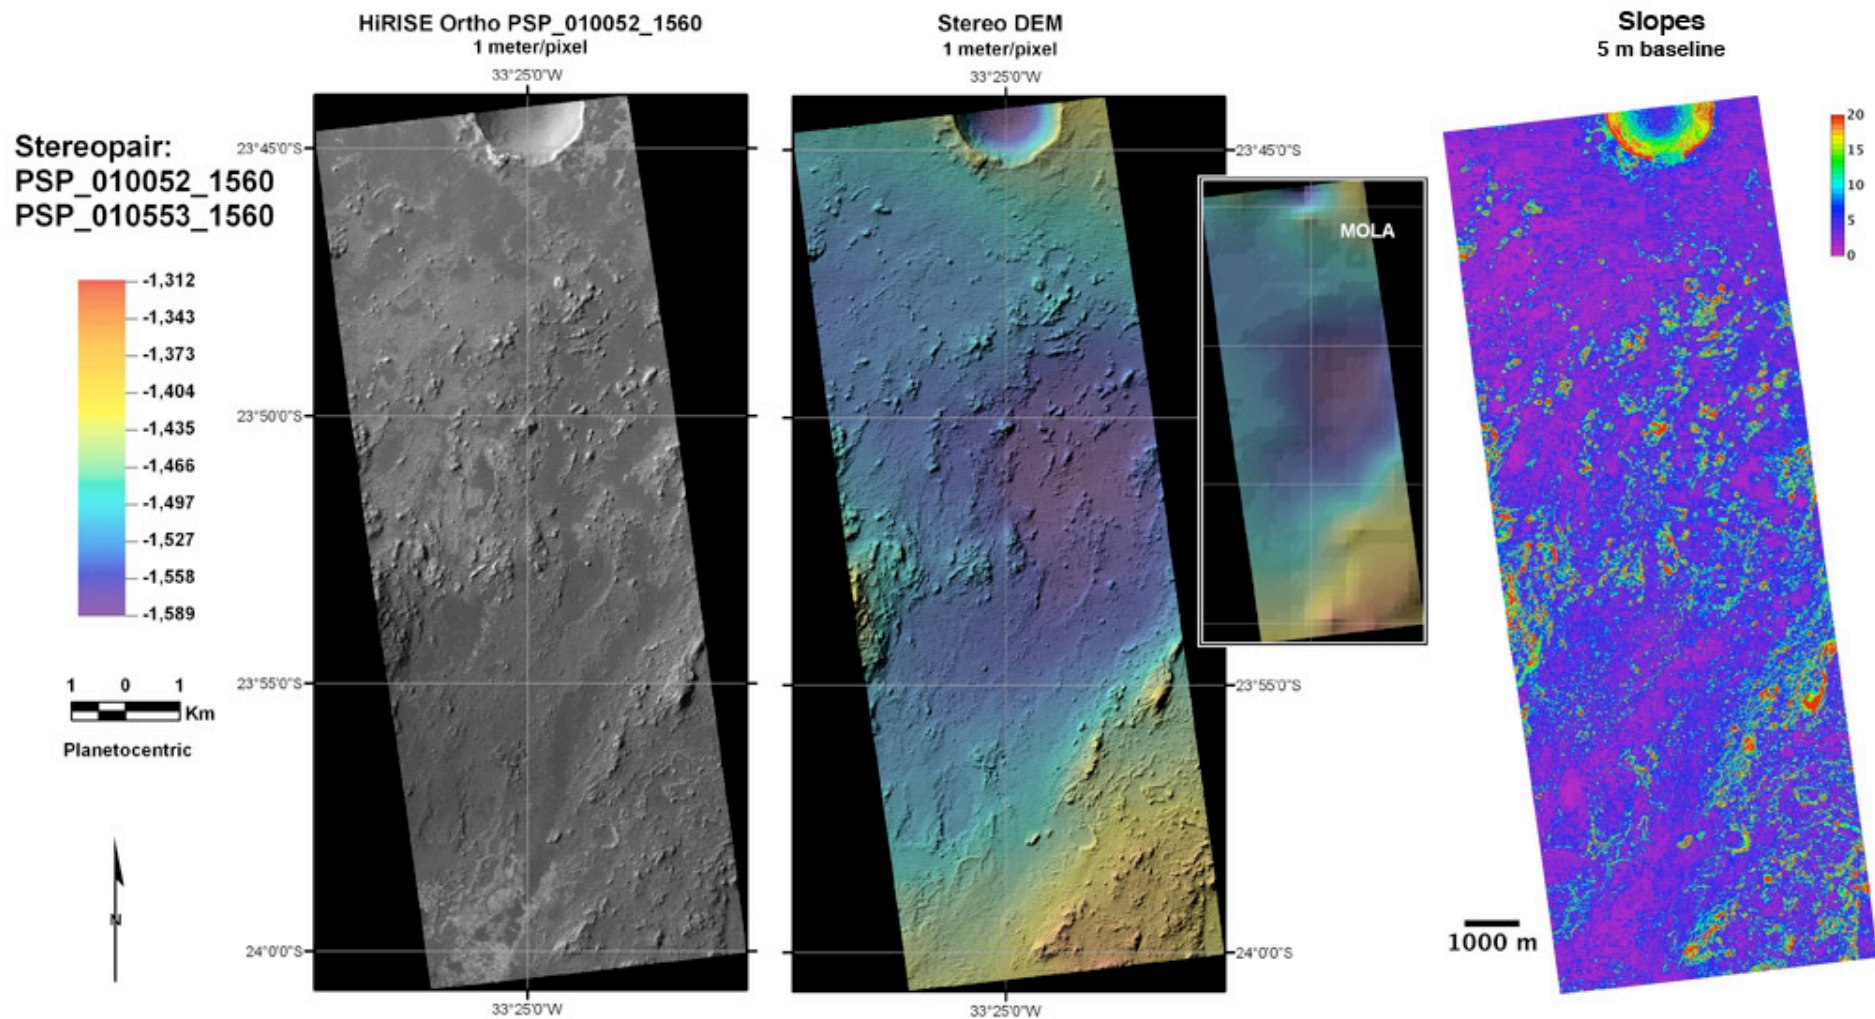 HiRISE Ortho PSP_010052_1560
1 meter/pixel
33°25'0"W
Stereo DEM
1 meter/pixel
33°25'0"W
Slopes
5 m baseline
Stereopair:
PSP_010052_1560
PSP_010553_1560
-1,312
-1,343
-1,373
-1,404
-1,435
-1,466
-1,497
-1,527
-1,558
-1,589
1 0 1
Km
Planetocentric
N
23°45'0"S
23°50'0"S
23°55'0"S
24°0'0"S
33°25'0"W
23°45'0"S
MOLA
23°55'0"S
24°0'0"S
33°25'0"W
20
15
10
5
0
1000 m